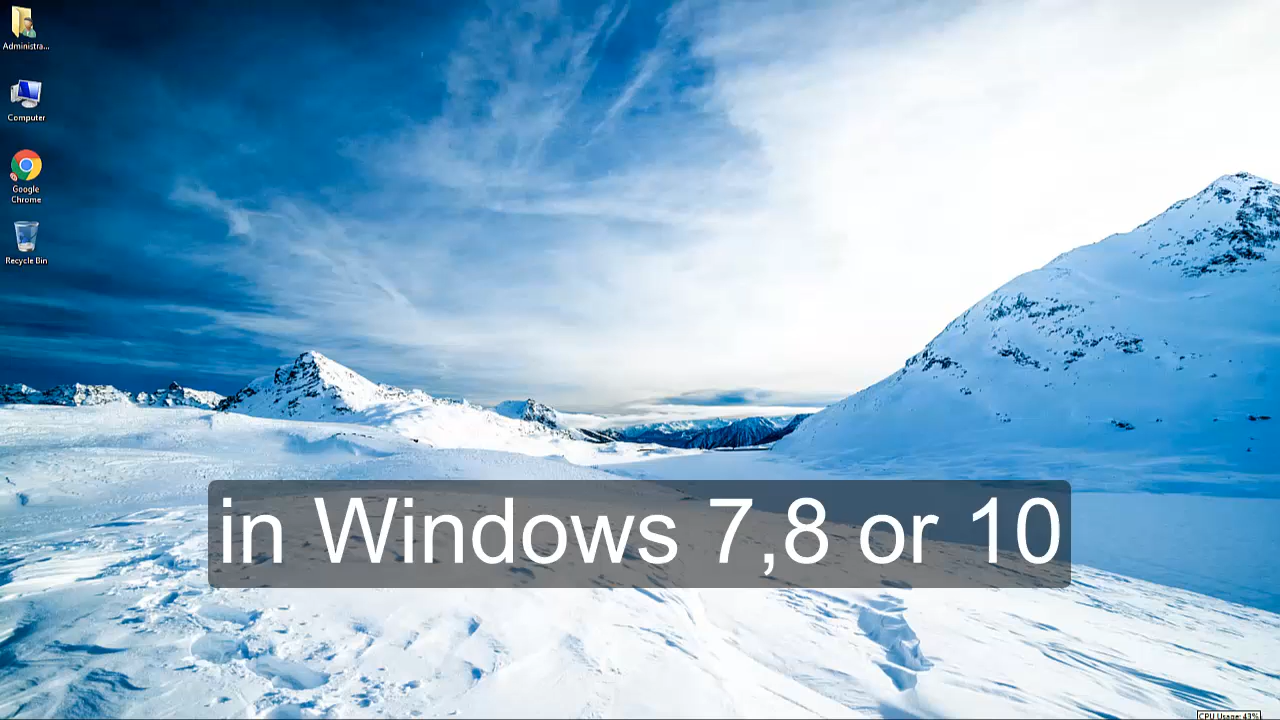 Administra...
Computer
Google
Chrome
Recycle Bin
in Windows 7,8 or 10
CPU Usage: 43%